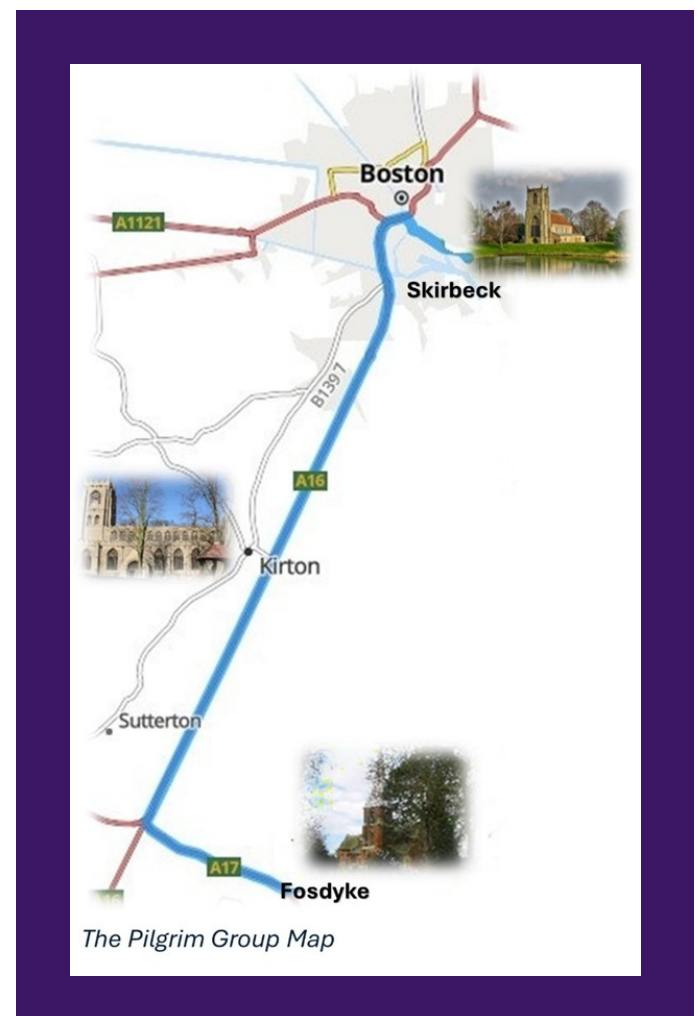 Boston
A1121
Skirbeck
B1397
A16
Kirton
Sutterton
A17
Fosdyke
The Pilgrim Group Map